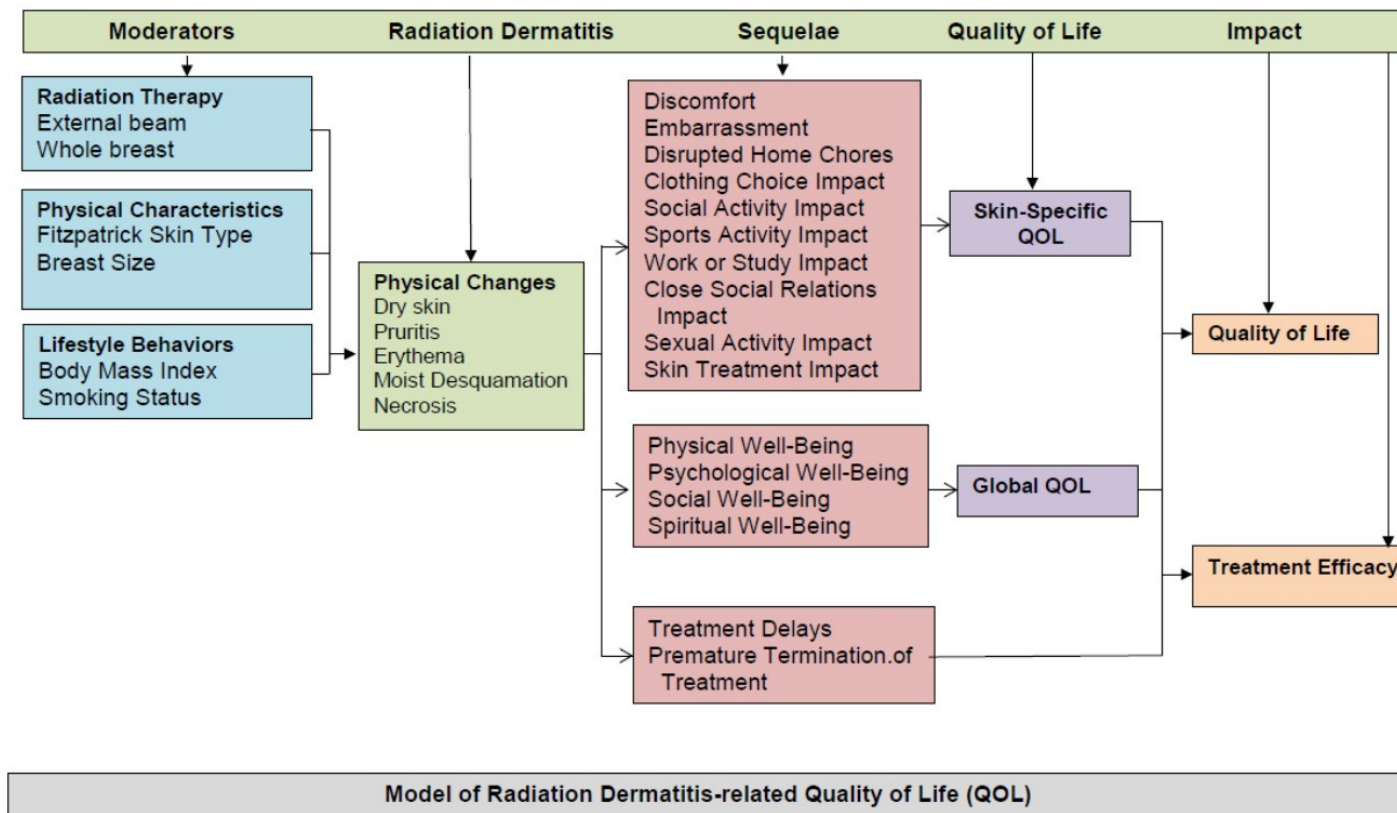 Moderators Radiation Dermatitis Sequelae Quality of Life Impact
Radiation Therapy
External beam
Whole breast
Physical Characteristics
Fitzpatrick Skin Type
Breast Size
Lifestyle Behaviors
Body Mass Index
Smoking Status
Physical Changes
Dry skin
Pruritis
Erythema
Moist Desquamation
Necrosis
Discomfort
Embarrassment
Disrupted Home Chores
Clothing Choice Impact
Social Activity Impact
Sports Activity Impact
Work or Study Impact
Close Social Relations
Impact
Sexual Activity Impact
Skin Treatment Impact
Physical Well-Being
Psychological Well-Being
Social Well-Being
Spiritual Well-Being
Treatment Delays
Premature Termination.of
Treatment
Skin-Specific
QOL
Global QOL
Quality of Life
Treatment Efficacy
Model of Radiation Dermatitis-related Quality of Life (QOL)